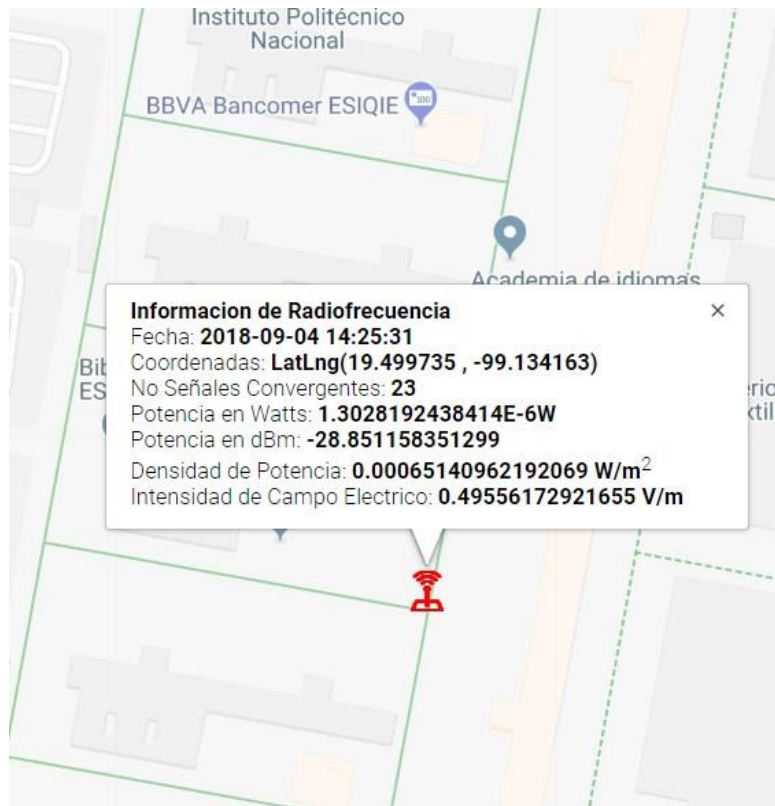 Instituto Politécnico
Nacional
BBVA Bancomer ESIQIE
Academia de idiomas
Informacion de Radiofrecuencia
Fecha: 2018-09-04 14:25:31
Coordenadas: LatLng(19.499735 , -99.134163)
No Señales Convergentes: 23
Potencia en Watts: 1.3028192438414E-6W
Potencia en dBm: -28.851158351299
Densidad de Potencia: 0.00065140962192069 W/m²
Intensidad de Campo Electrico: 0.49556172921655 V/m